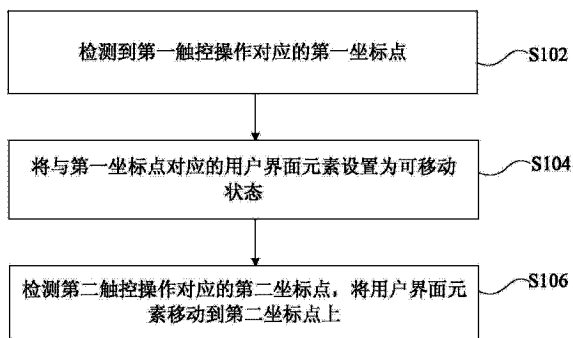 检测到第一触控操作对应的第一坐标点
S102
将与第一坐标点对应的用户界面元素设置为可移动
状态
S104
检测第二触控操作对应的第二坐标点，将用户界面元
素移动到第二坐标点上
S106